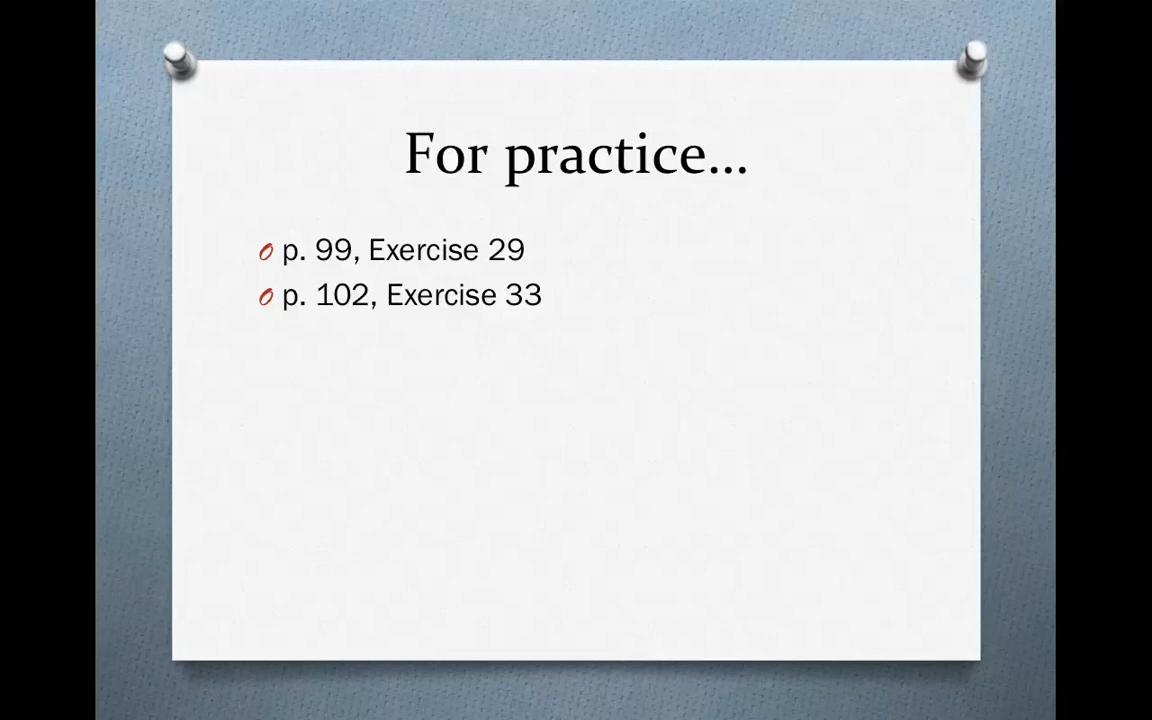 For practice...
p. 99, Exercise 29
p. 102, Exercise 33